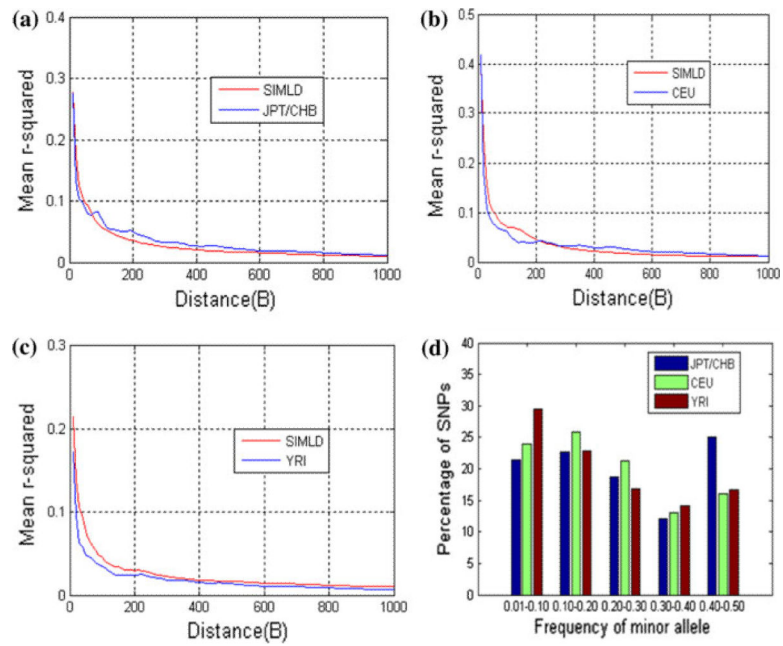 (a)
0.4
0.3
0.2
0.1
0
Mean r-squared
SIMLD
JPT/CHB
0 200 400 600 800 1000
Distance(B)
(b)
0.5
0.4
0.3
0.2
0.1
0
Mean r-squared
SIMLD
CEU
0 200 400 600 800 1000
Distance(B)
(c)
0.3
0.2
0.1
0
Mean r-squared
SIMLD
YRI
0 200 400 600 800 1000
Distance(B)
(d)
40
35
30
25
20
15
10
5
0
Percentage of SNPs
JPT/CHB
CEU
YRI
0.01-0.10 0.10-0.20 0.20-0.30 0.30-0.40 0.40-0.50
Frequency of minor allele